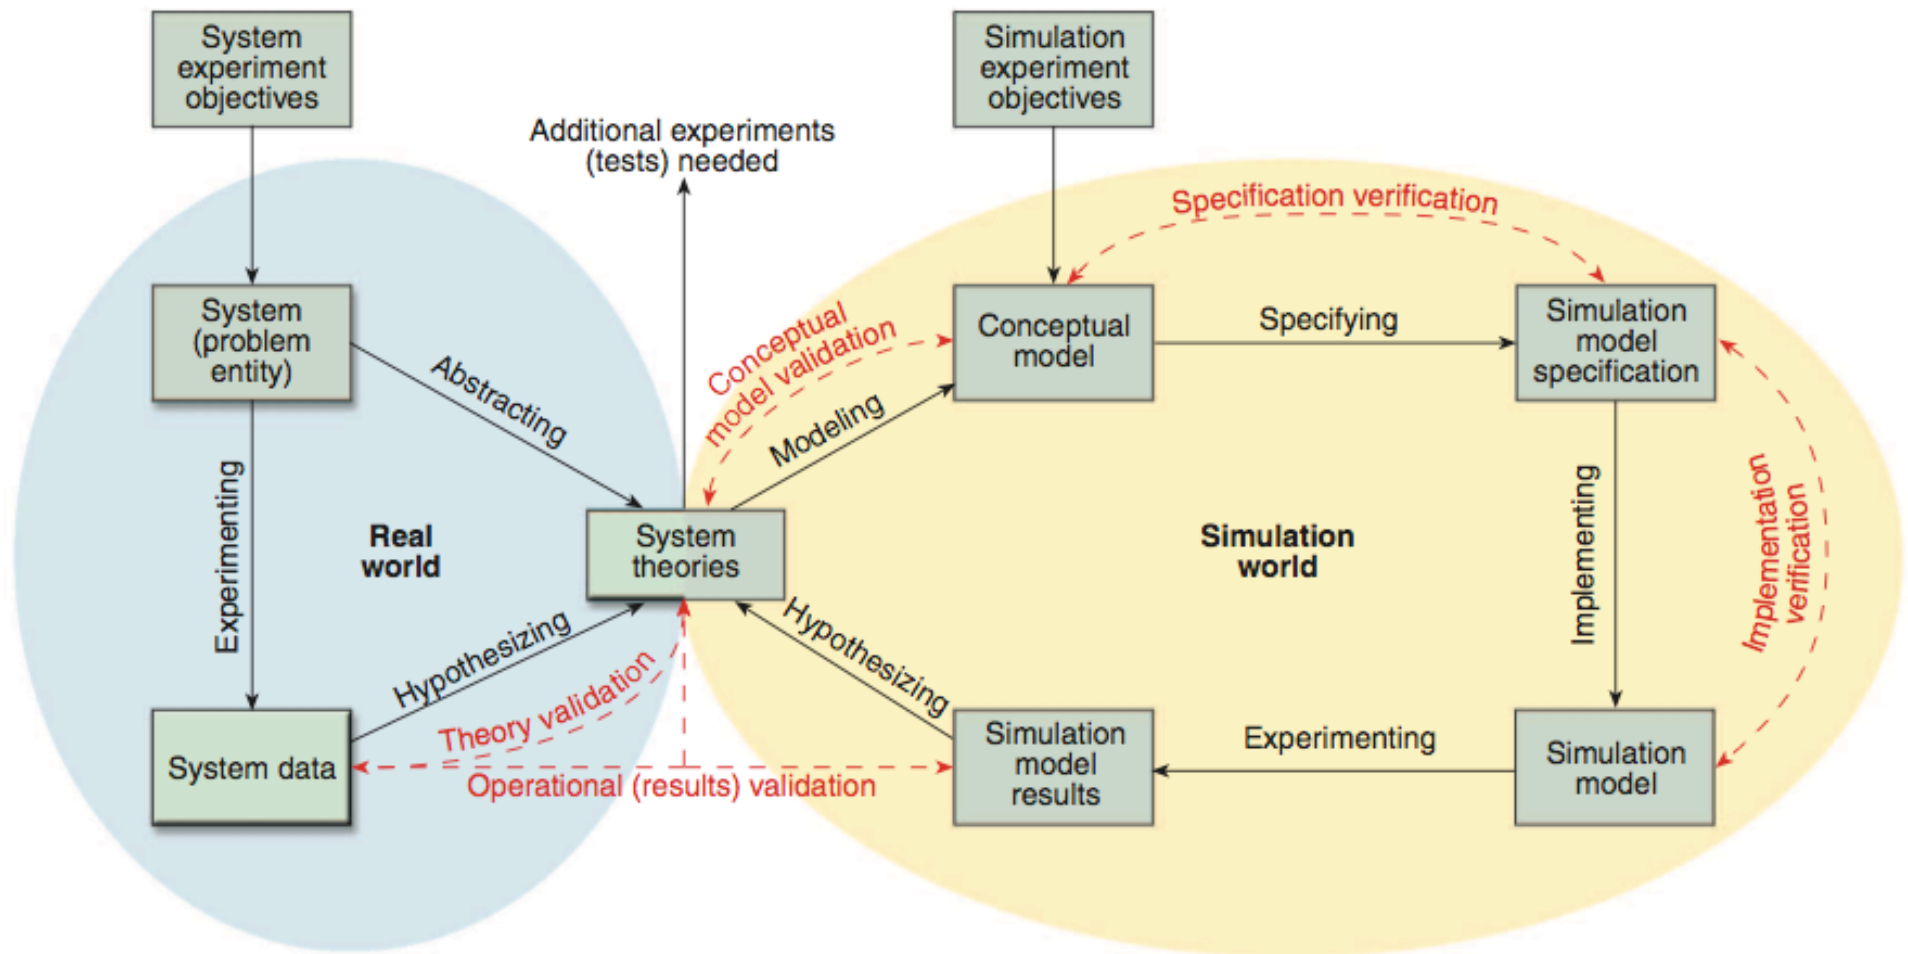 System
experiment
objectives
Simulation
experiment
objectives
Additional experiments
(tests) needed
Specification verification
System
(problem
entity)
Abstracting
Conceptual
model validation
Modeling
Conceptual
model
Specifying
Simulation
model
specification
Experimenting
Real
world
System
theories
Simulation
world
Implementing
Implementation
verification
Hypothesizing
Theory validation
Hypothesizing
System data
Operational (results) validation
Simulation
model
results
Experimenting
Simulation
model